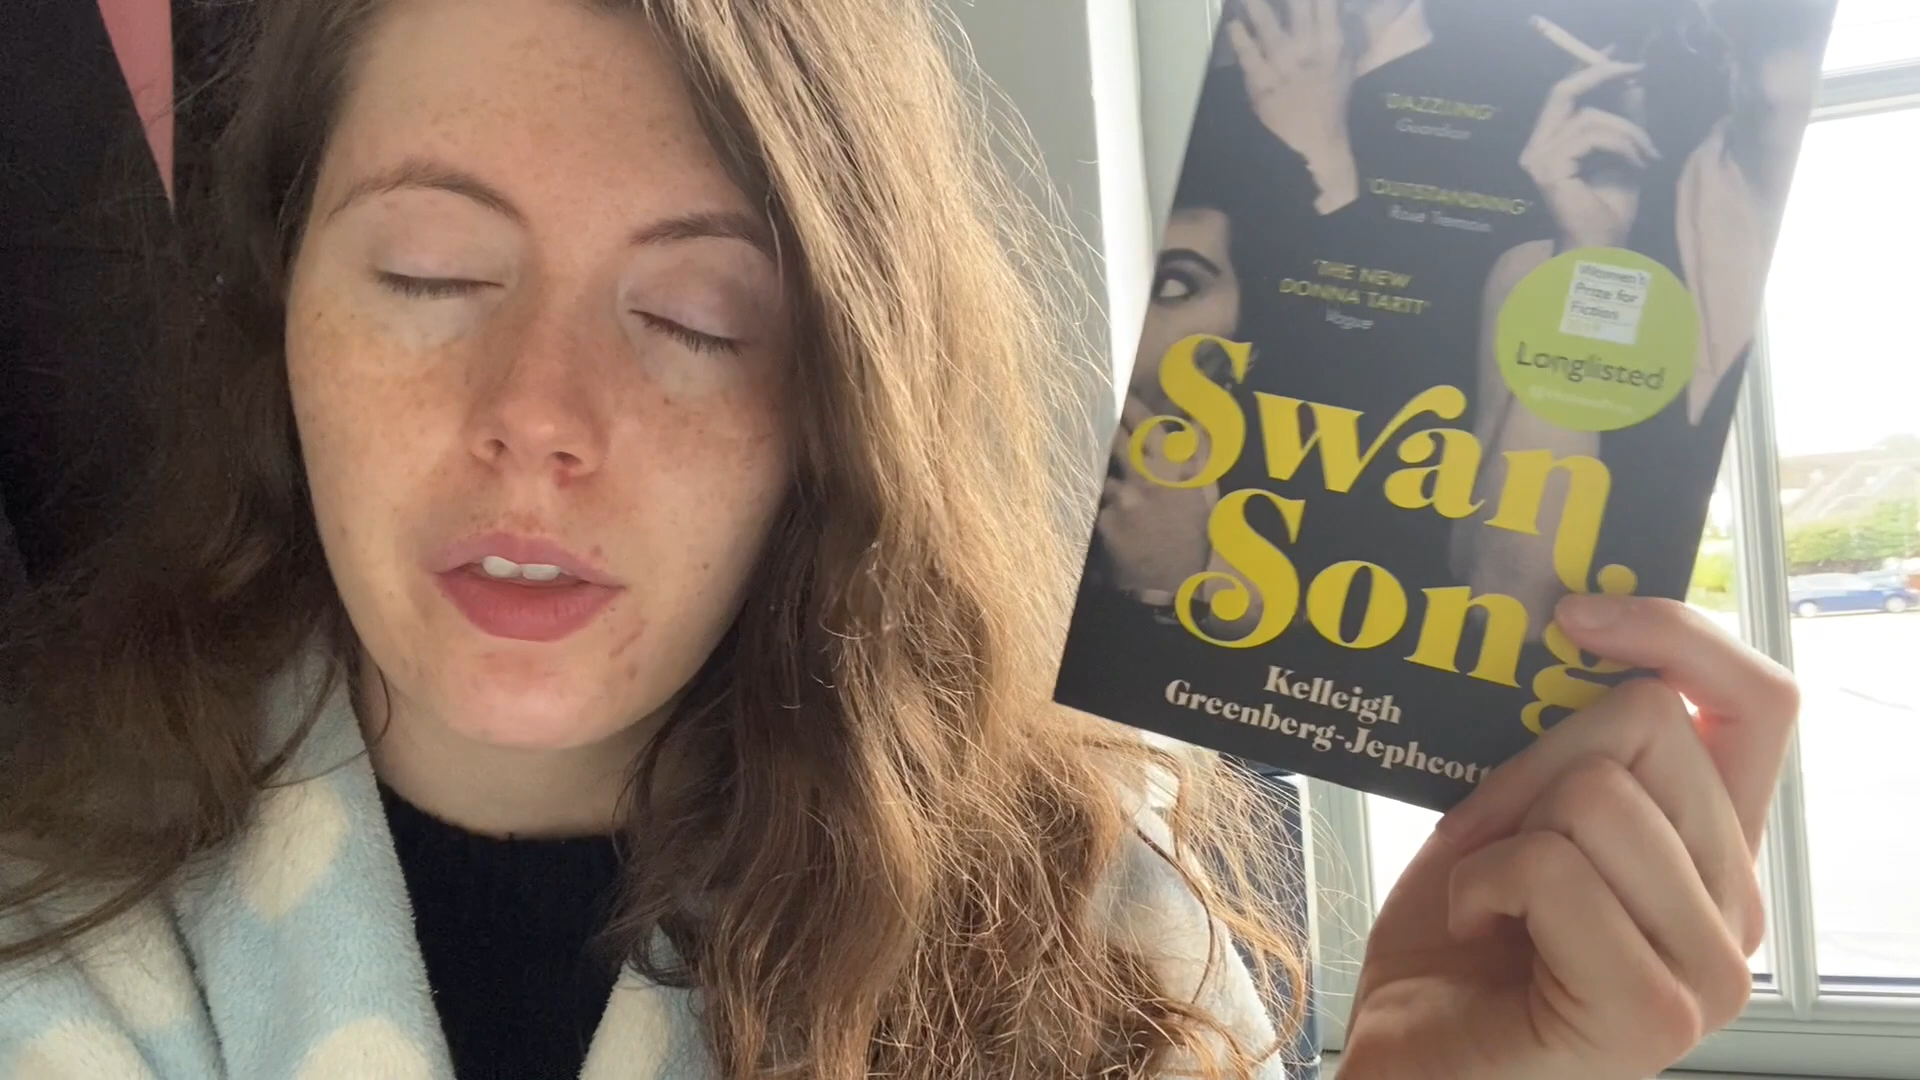 'DAZZLING'
Guardian
'OUTSTANDING'
Rose Tremain
'THE NEW
DONNA TARTT'
Vogue
Women's
Prize for
Fiction
Longlisted
Swan
Song
Kelleigh
Greenberg-Jephcott